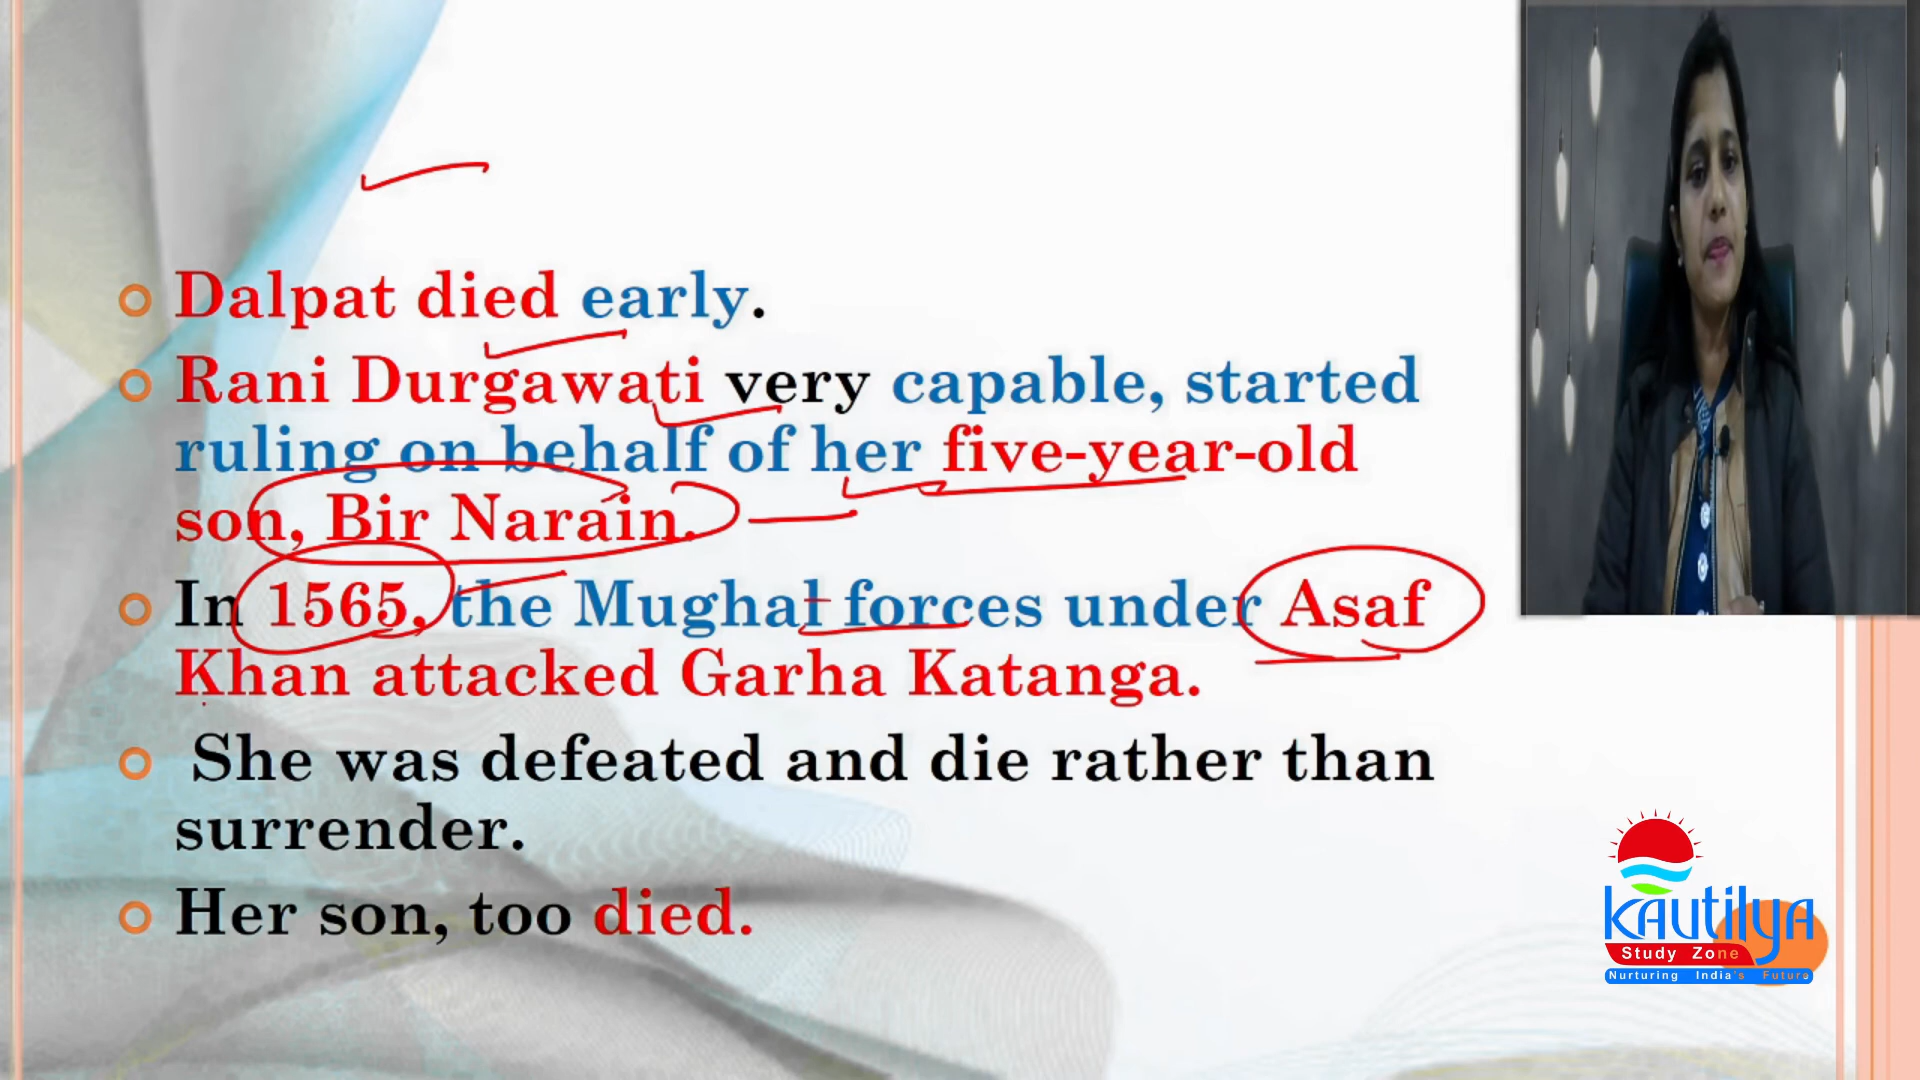 Dalpat died early.
Rani Durgawati very capable, started
ruling on behalf of her five-year-old
son, Bir Narain.
In 1565, the Mughal forces under Asaf
Khan attacked Garha Katanga.
She was defeated and die rather than
surrender.
Her son, too died.
Kautilya
Study Zone
Nurturing India's Future